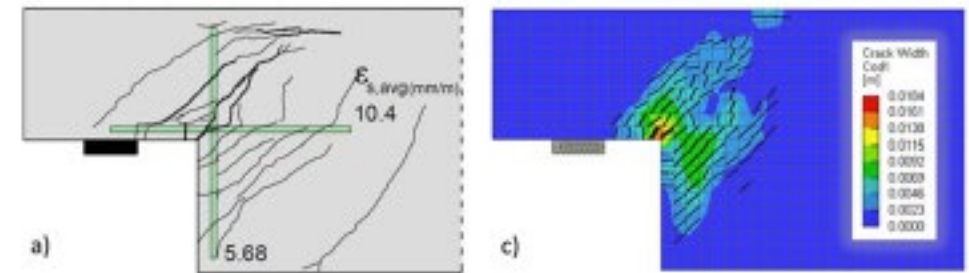 ε s,avg(mm/m)
10.4
a)
5.68
c)
Crack Width
Cod1
[m]
0.0184
0.0161
0.0138
0.0115
0.0092
0.0069
0.0046
0.0023
0.0000